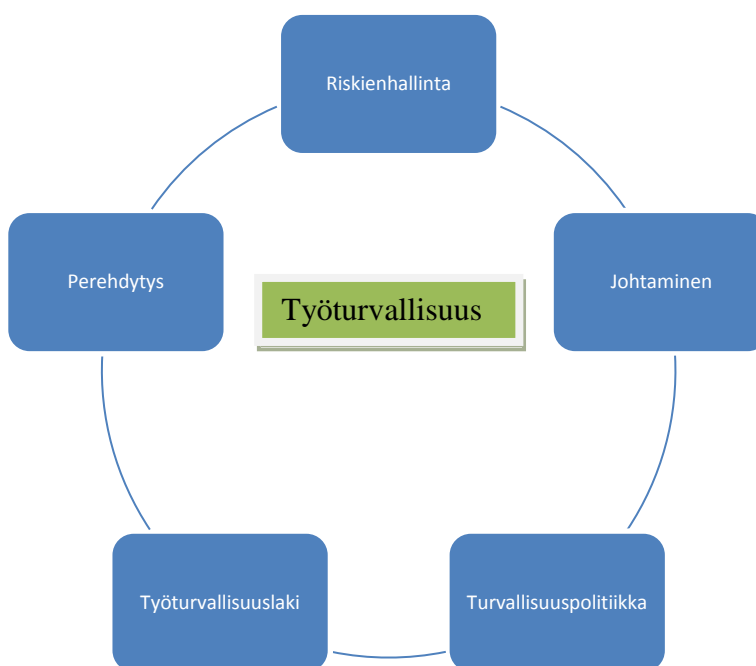 Riskienhallinta
Perehdytys
Johtaminen
Työturvallisuus
Työturvallisuuslaki
Turvallisuuspolitiikka